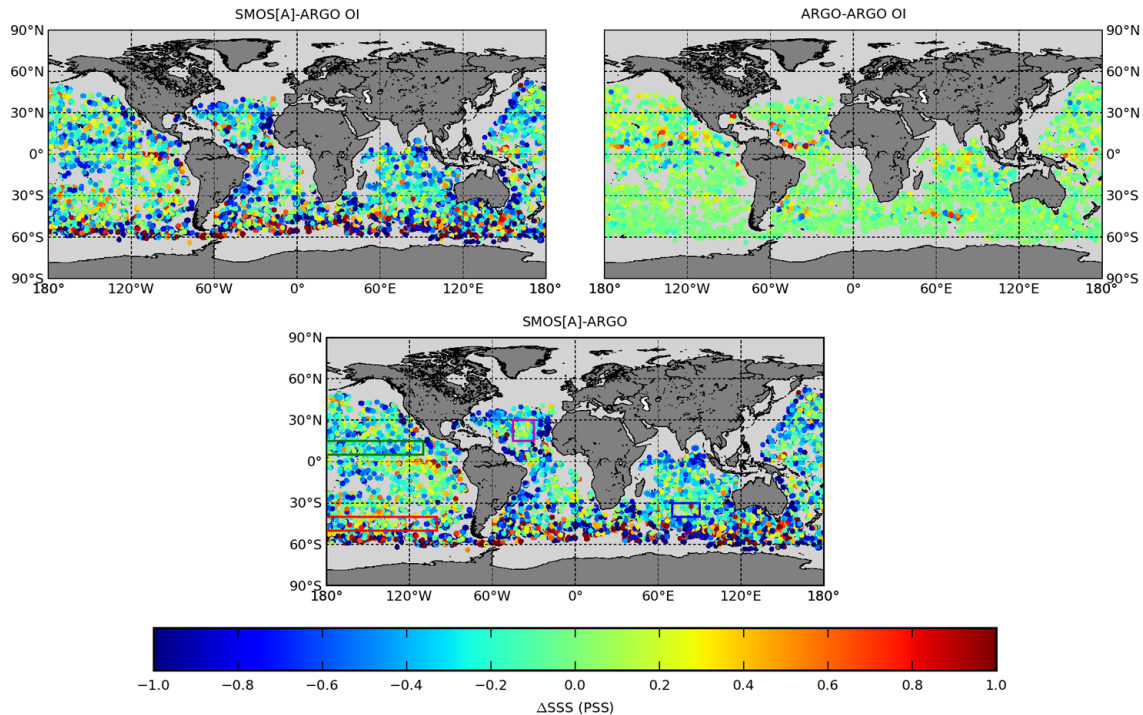 SMOS[A]-ARGO OI
ARGO-ARGO OI
90°N
60°N
30°N
0°
30°S
60°S
90°S
180° 120°W 60°W 0° 60°E 120°E 180°
90°N
60°N
30°N
0°
30°S
60°S
90°S
180° 120°W 60°W 0° 60°E 120°E 180°
SMOS[A]-ARGO
90°N
60°N
30°N
0°
30°S
60°S
90°S
180° 120°W 60°W 0° 60°E 120°E 180°
−1.0 −0.8 −0.6 −0.4 −0.2 0.0 0.2 0.4 0.6 0.8 1.0
ΔSSS (PSS)